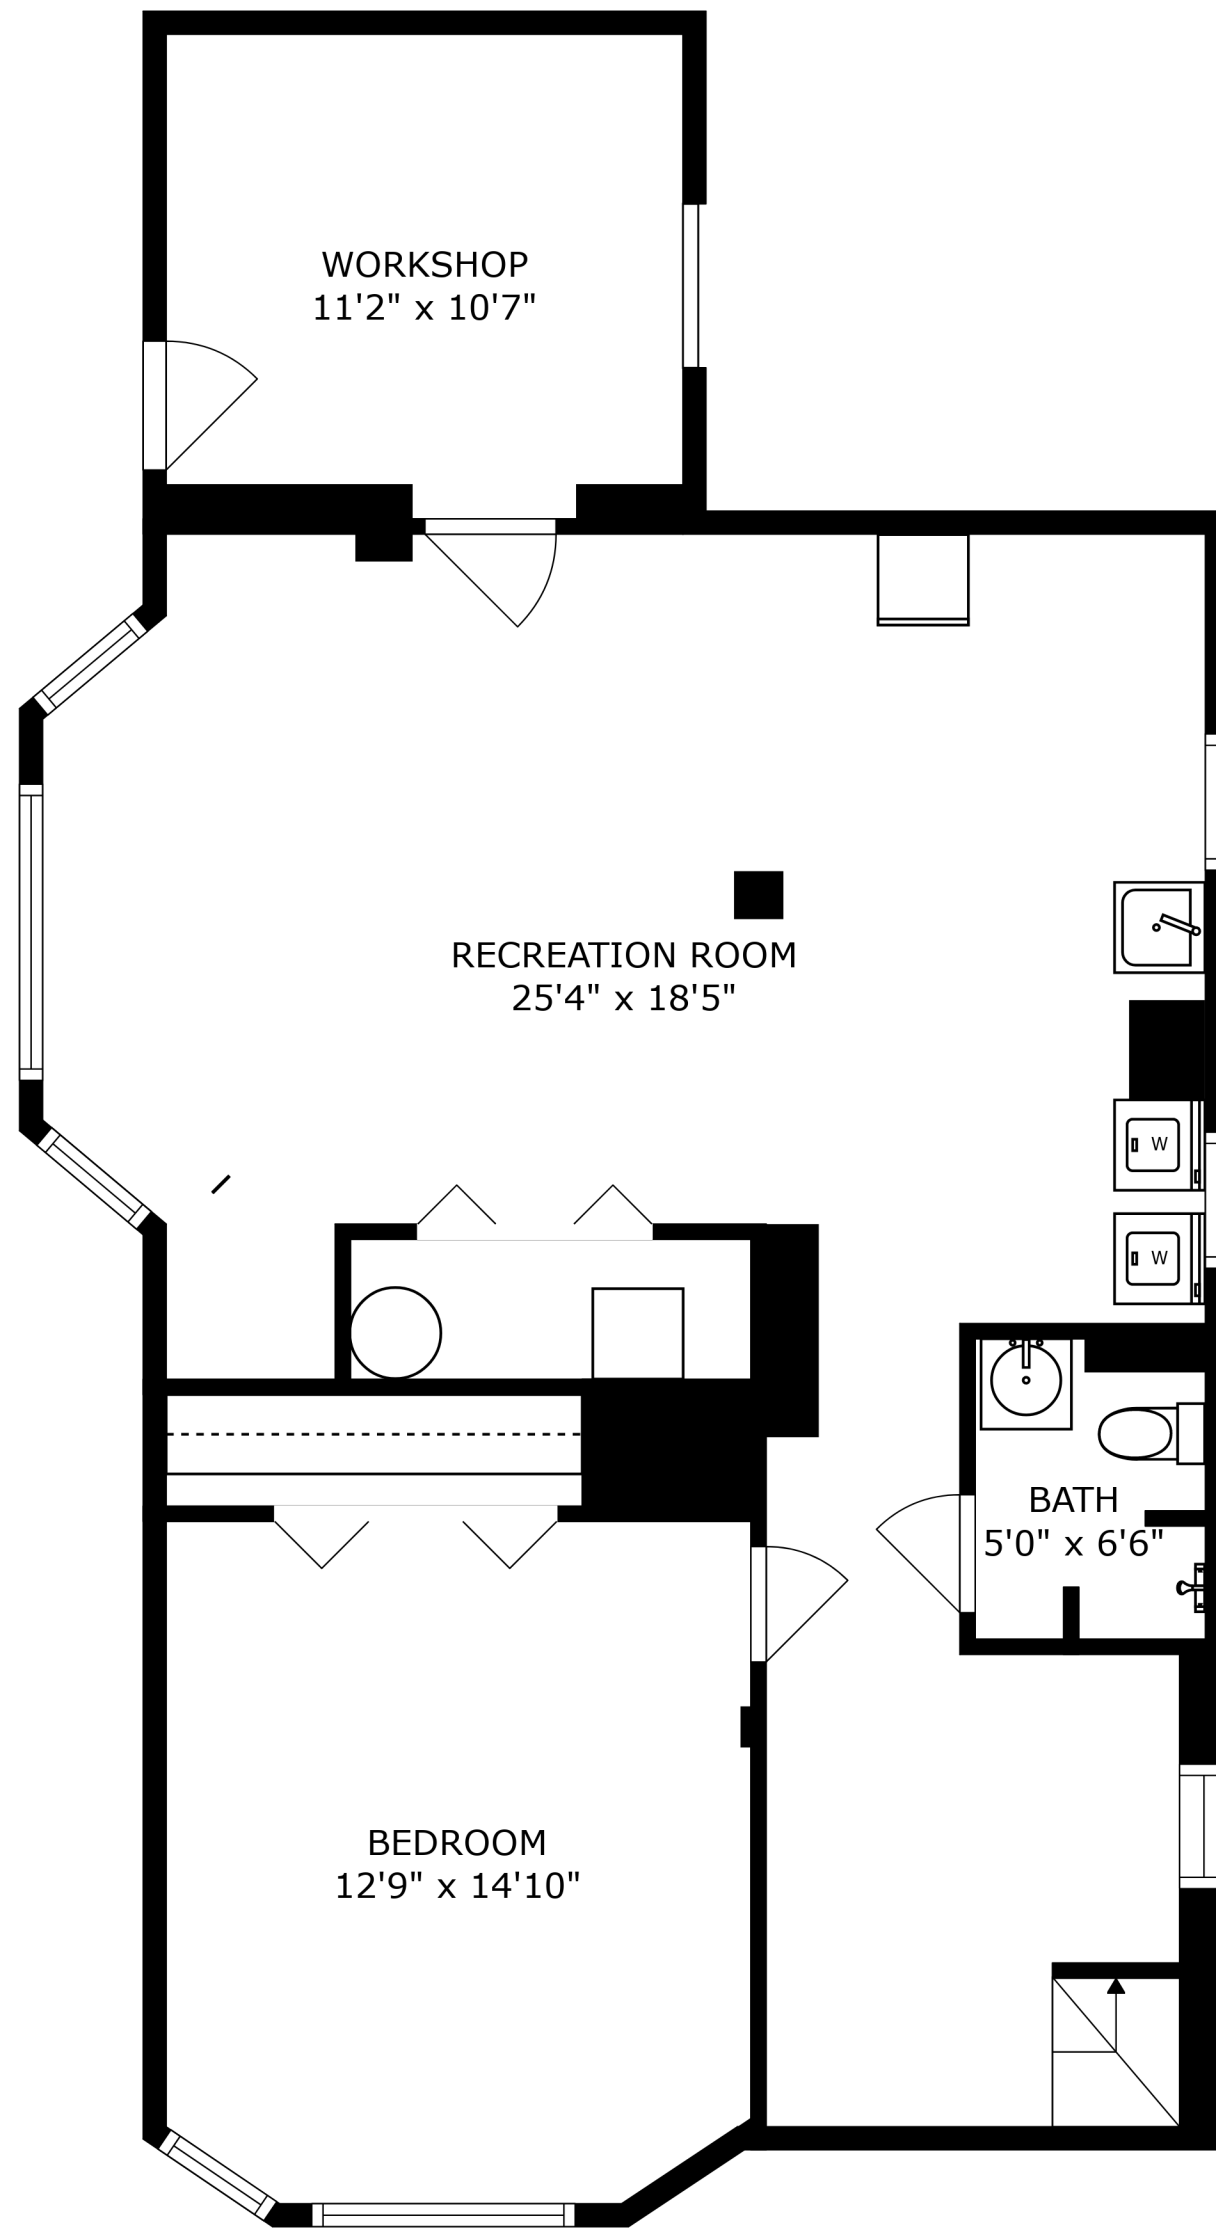 WORKSHOP
11'2" x 10'7"
RECREATION ROOM
25'4" x 18'5"
W
W
BATH
5'0" x 6'6"
BEDROOM
12'9" x 14'10"